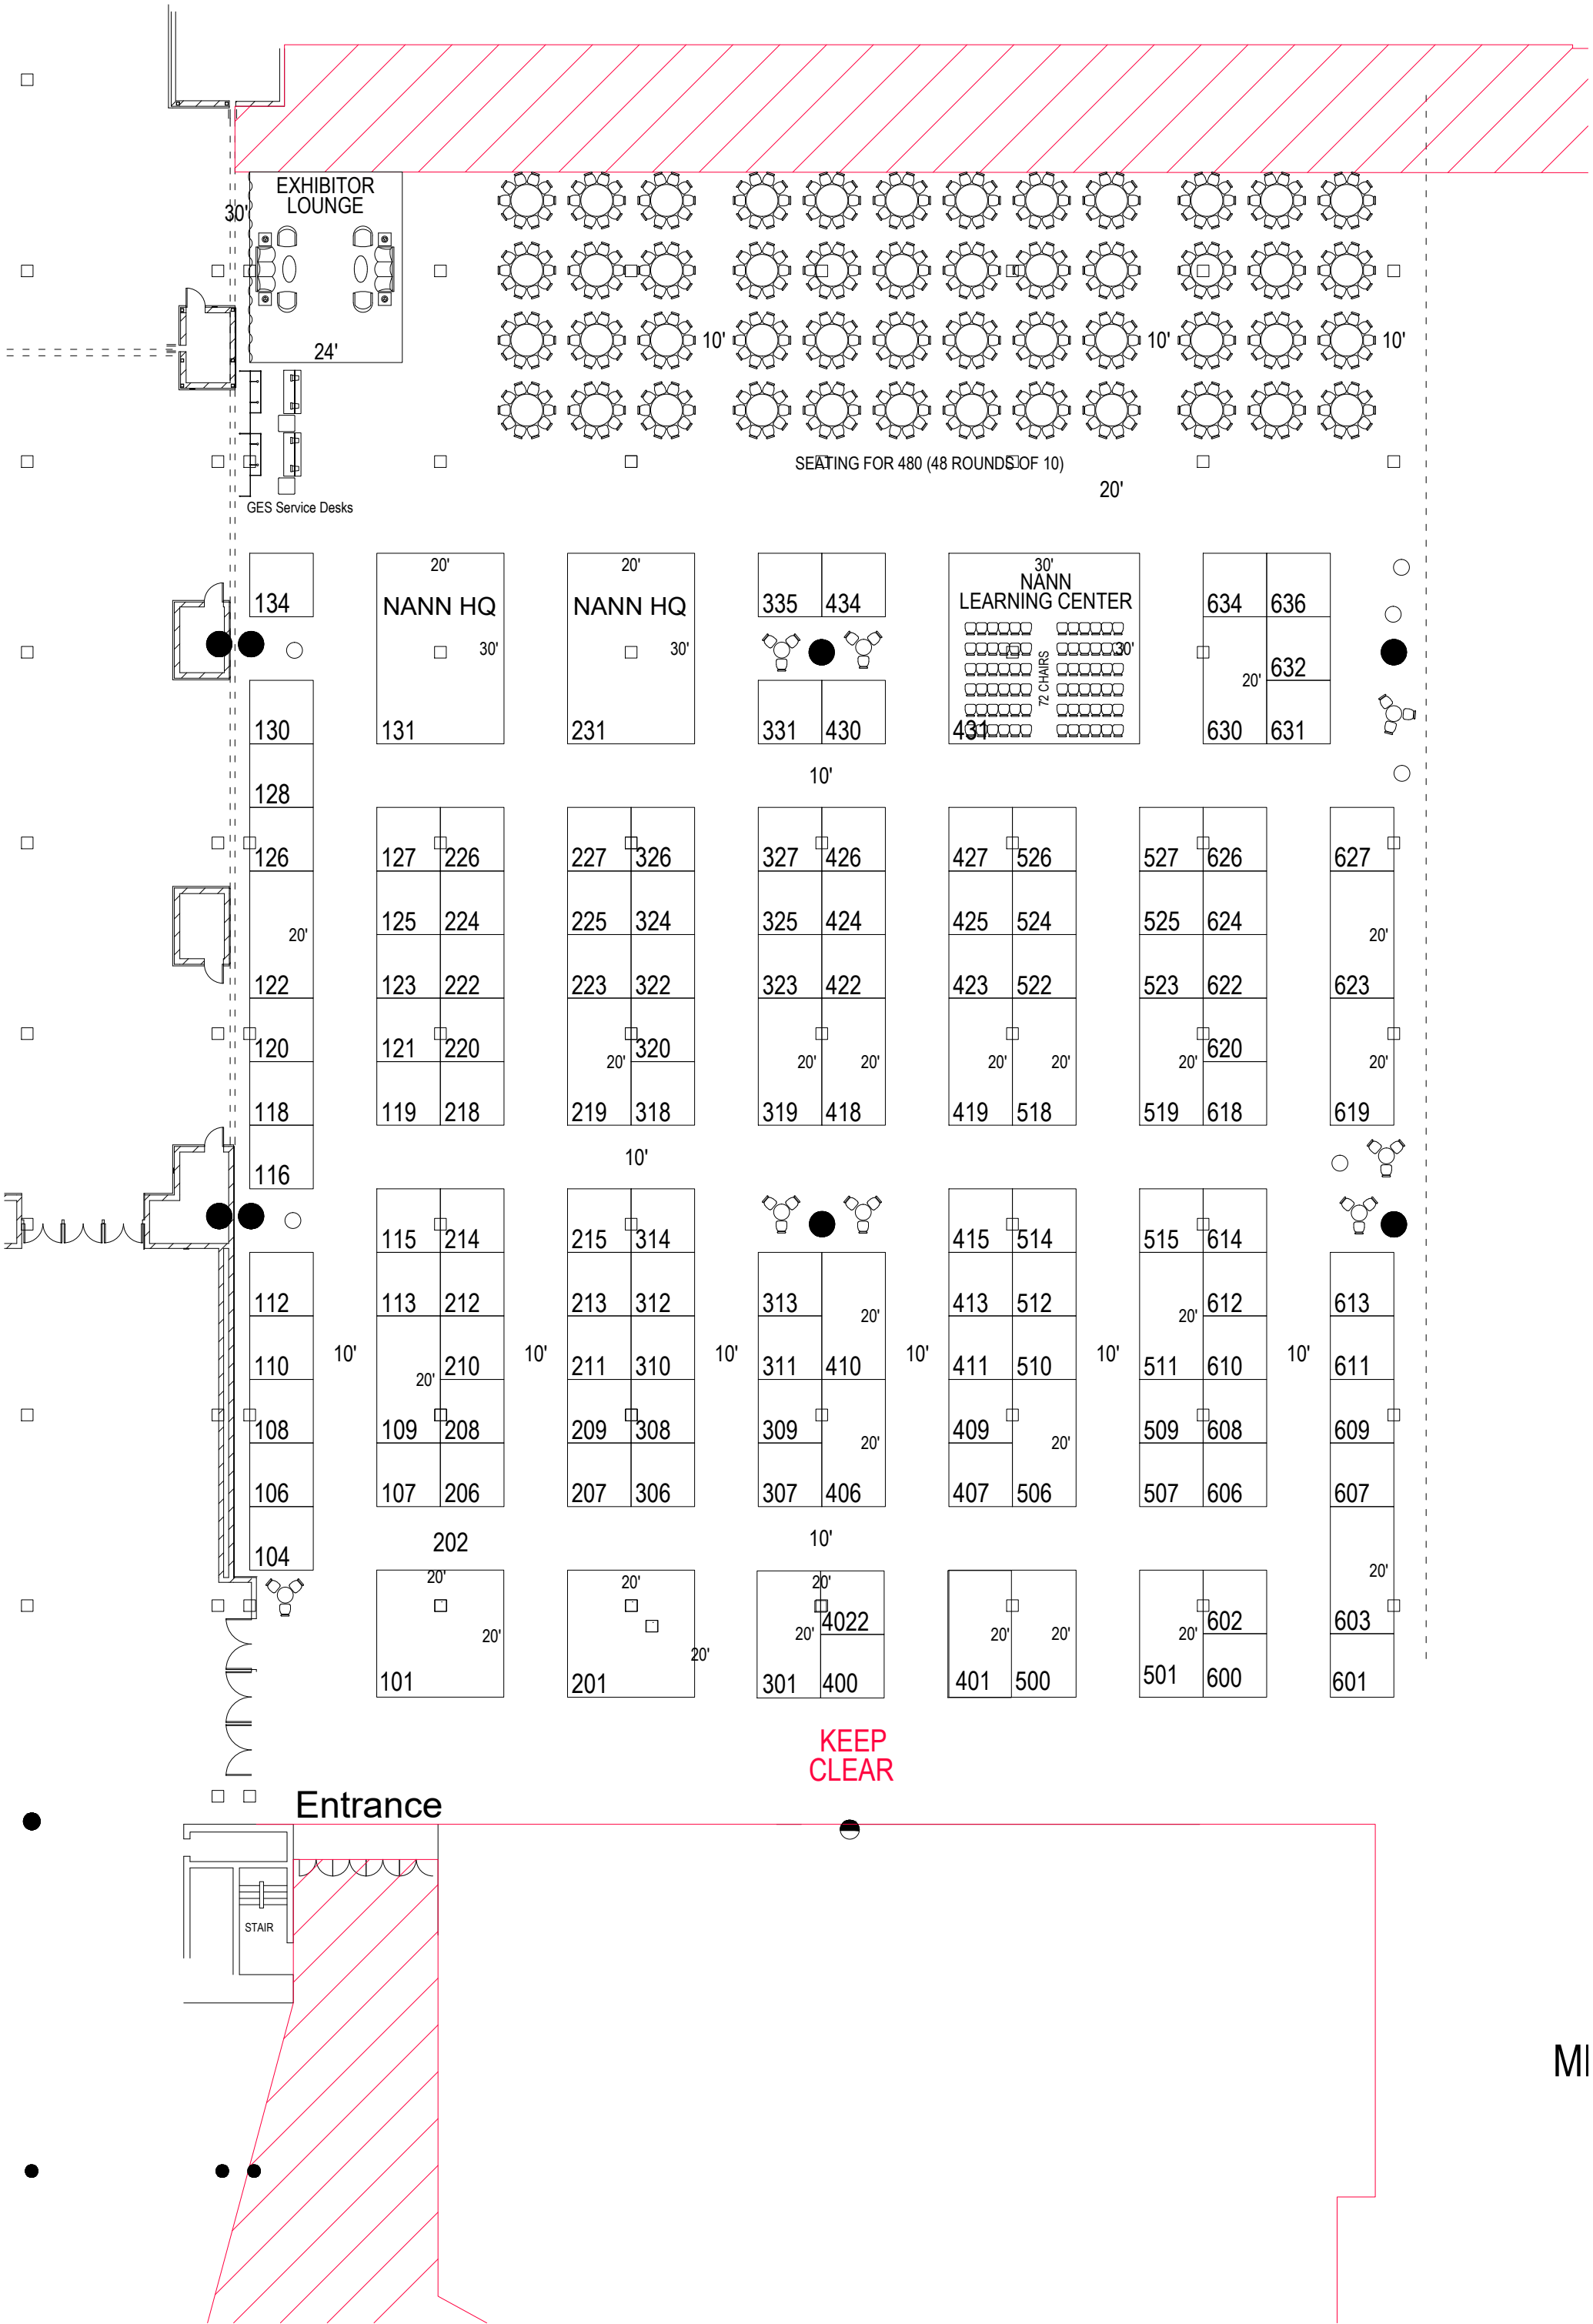 EXHIBITOR
LOUNGE
30'
24'
10' 10' 10'
SEATING FOR 480 (48 ROUNDS OF 10)
20'
GES Service Desks
20' 20' 30'
NANN HQ NANN HQ NANN
LEARNING CENTER
134 335 434 634 636
30' 30' 30'
72 CHAIRS
20' 632
130 131 231 331 430 431 630 631
10'
128
126 127 226 227 326 327 426 427 526 527 626 627
125 224 225 324 325 424 425 524 525 624
20' 20'
122 123 222 223 322 323 422 423 522 523 622 623
120 121 220 320 620
20' 20' 20' 20' 20' 20' 20'
118 119 218 219 318 319 418 419 518 519 618 619
10'
116
115 214 215 314 415 514 515 614
112 113 212 213 312 313 413 512 612 613
20' 20'
10' 10' 10' 10' 10' 10'
110 210 211 310 311 410 411 510 511 610 611
20'
108 109 208 209 308 309 409 509 608 609
20' 20'
106 107 206 207 306 307 406 407 506 507 606 607
202 10'
104
20' 20' 20' 20'
4022 602 603
20' 20' 20' 20' 20' 20'
101 201 301 400 401 500 501 600 601
KEEP
CLEAR
Entrance
STAIR
MI